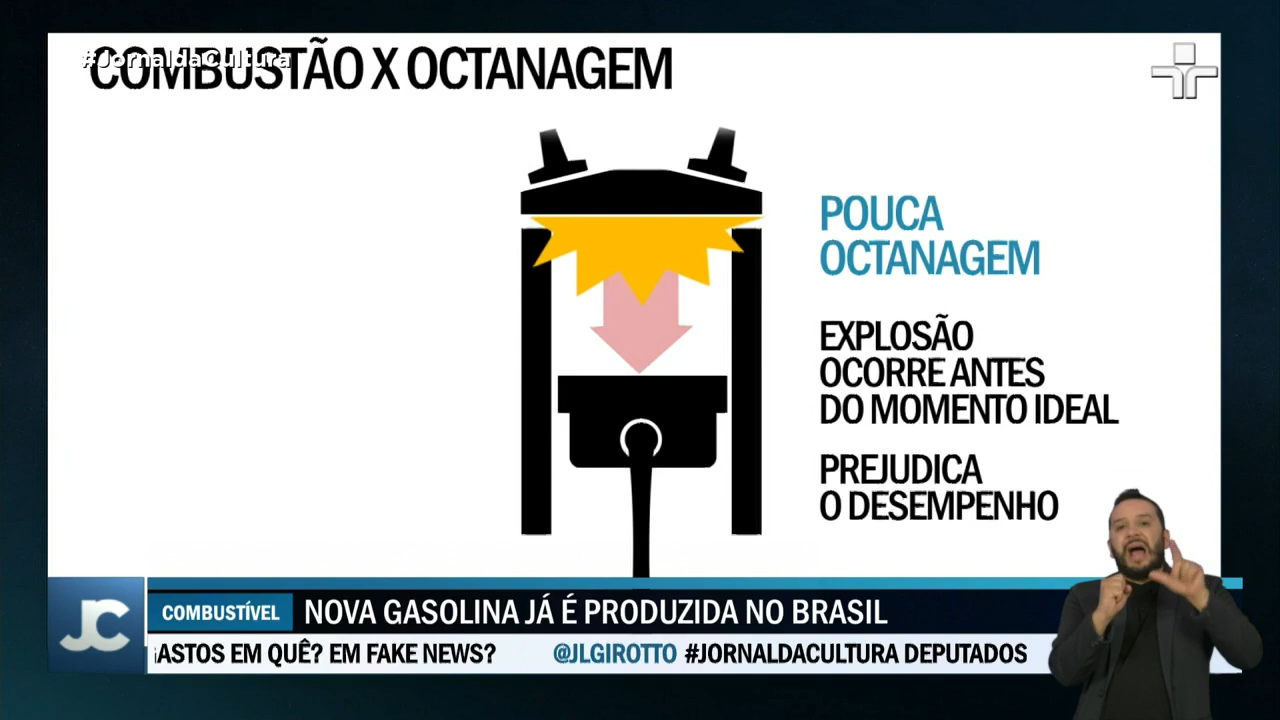 #JornaldaCultura
COMBUSTÃO X OCTANAGEM
POUCA
OCTANAGEM
EXPLOSÃO
OCORRE ANTES
DO MOMENTO IDEAL
PREJUDICA
O DESEMPENHO
JC
COMBUSTÍVEL
NOVA GASOLINA JÁ É PRODUZIDA NO BRASIL
EM QUÊ? EM FAKE NEWS? @JLGIROTTO #JORNALDACULTURA DEPUTADOS